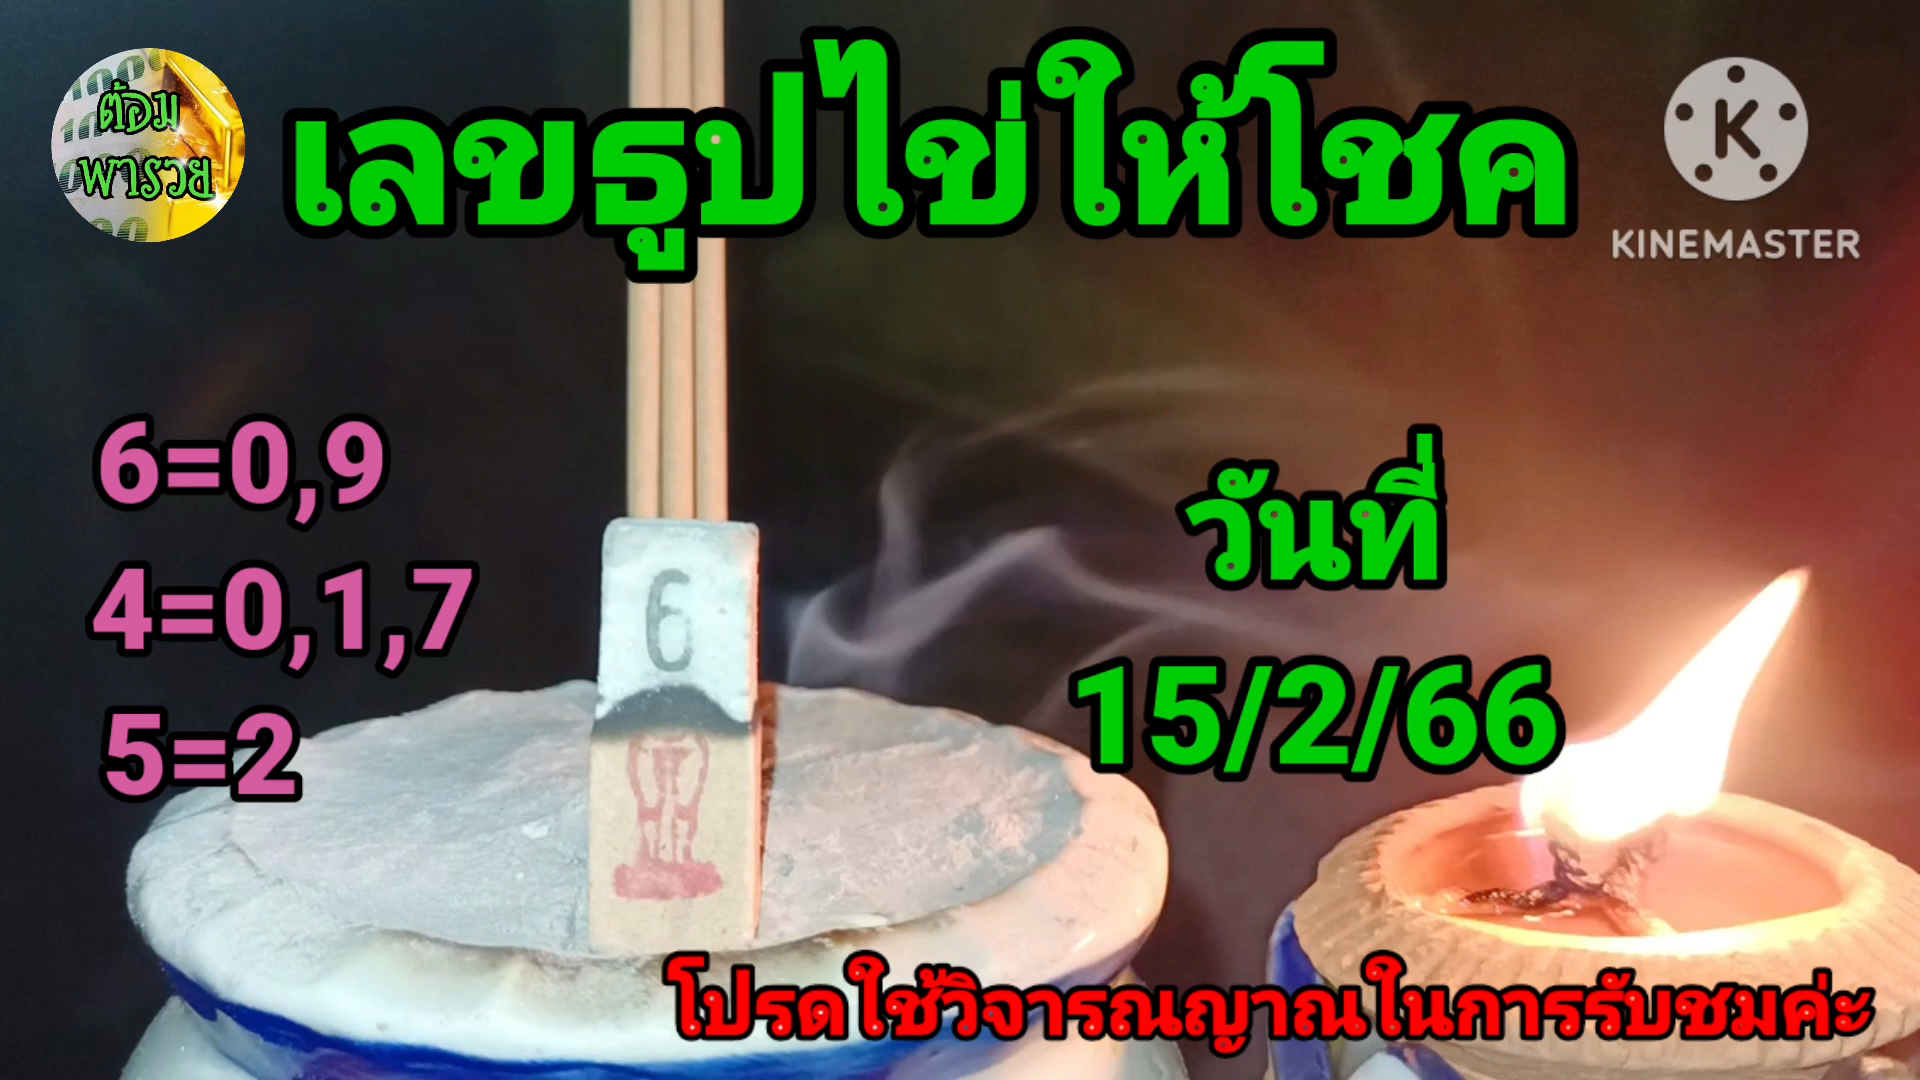 ต้อม
พารวย
เลขธูปไข่ให้โชค
K
KINEMASTER
6=0,9
4=0,1,7
5=2
6
วันที่
15/2/66
โปรดใช้วิจารณญาณในการรับชมค่ะ